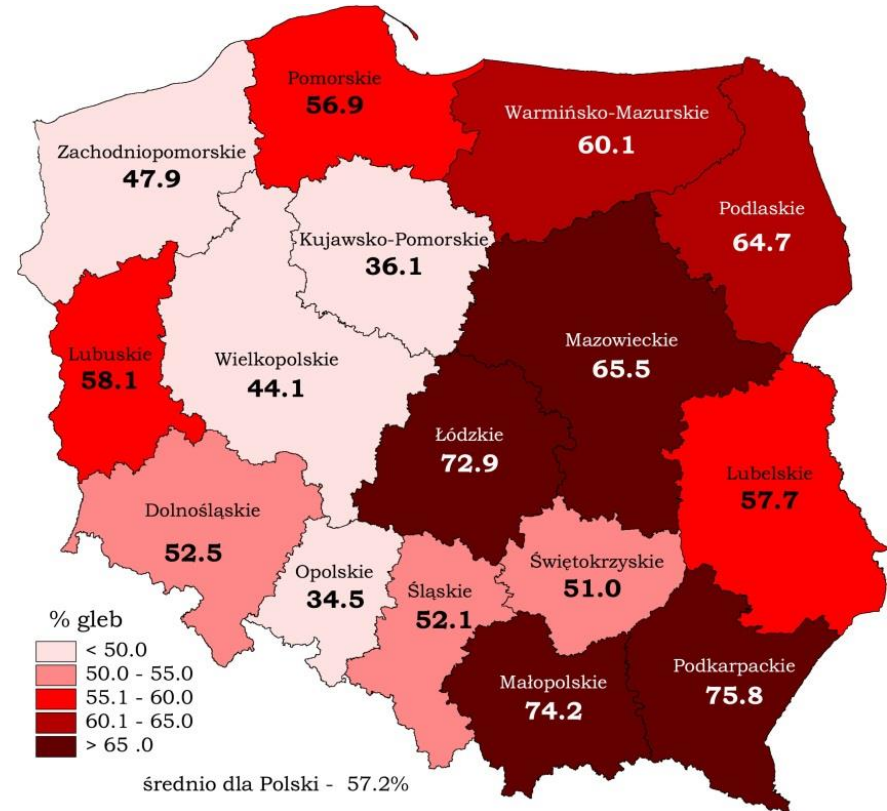 Pomorskie
56.9
Warmińsko-Mazurskie
60.1
Zachodniopomorskie
47.9
Podlaskie
64.7
Kujawsko-Pomorskie
36.1
Mazowieckie
65.5
Lubuskie
58.1
Wielkopolskie
44.1
Łódzkie
72.9
Lubelskie
57.7
Dolnośląskie
52.5
Opolskie
34.5
Śląskie
52.1
Świętokrzyskie
51.0
Małopolskie
74.2
Podkarpackie
75.8
% gleb
< 50.0
50.0 - 55.0
55.1 - 60.0
60.1 - 65.0
> 65 .0
średnio dla Polski - 57.2%